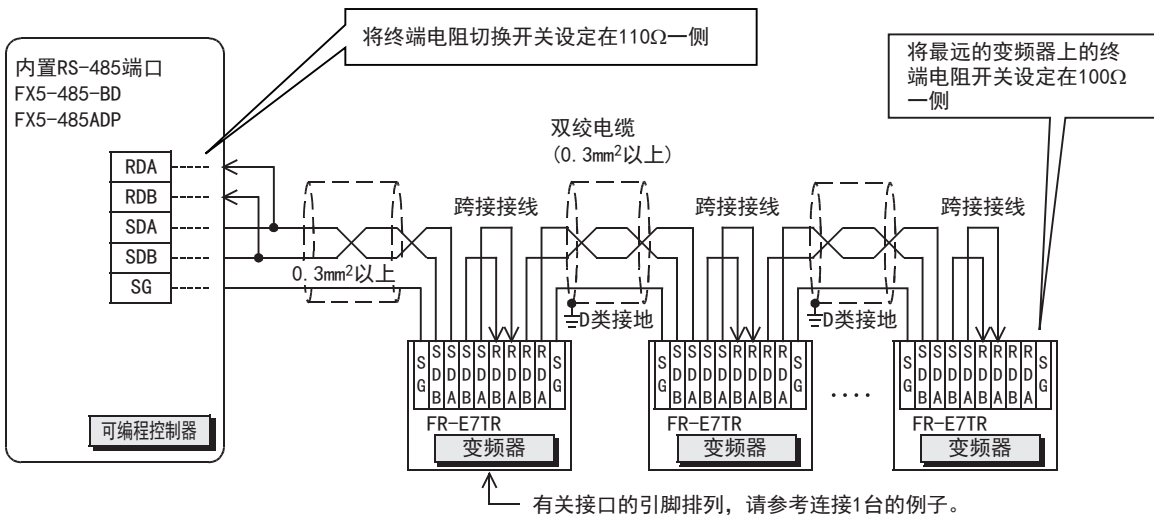 将终端电阻切换开关设定在110Ω一侧
将最远的变频器上的终
端电阻开关设定在100Ω
一侧
内置RS-485端口
FX5-485-BD
FX5-485ADP
双绞电缆
(0.3mm²以上)
RDA
RDB
SDA
SDB
SG
跨接接线
跨接接线
跨接接线
0.3mm²以上
D类接地
D类接地
SG SDB SDA SDB SDA RDB RDA RDB RDA SG
SG SDB SDA SDB SDA RDB RDA RDB RDA SG
....
SG SDB SDA SDB SDA RDB RDA RDB RDA SG
FR-E7TR
FR-E7TR
FR-E7TR
可编程控制器
变频器
变频器
变频器
有关接口的引脚排列，请参考连接1台的例子。